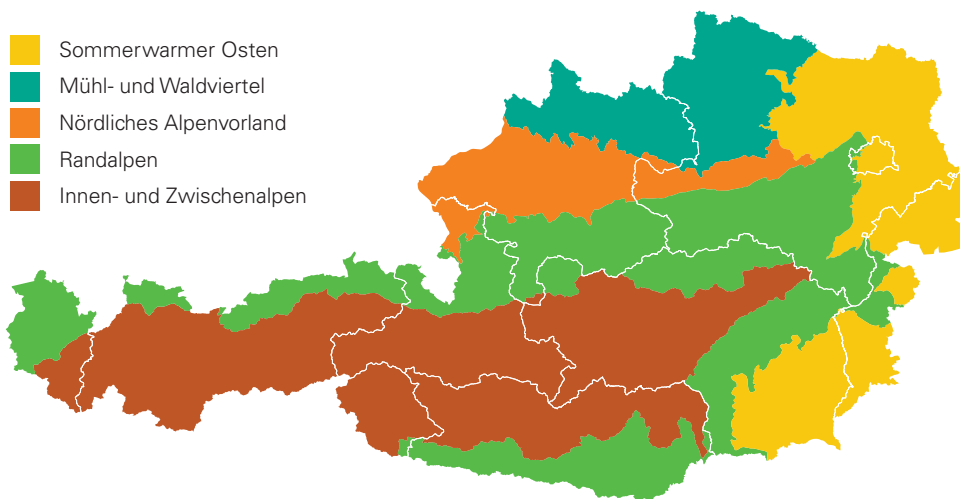 Sommerwarmer Osten
Mühl- und Waldviertel
Nördliches Alpenvorland
Randalpen
Innen- und Zwischenalpen